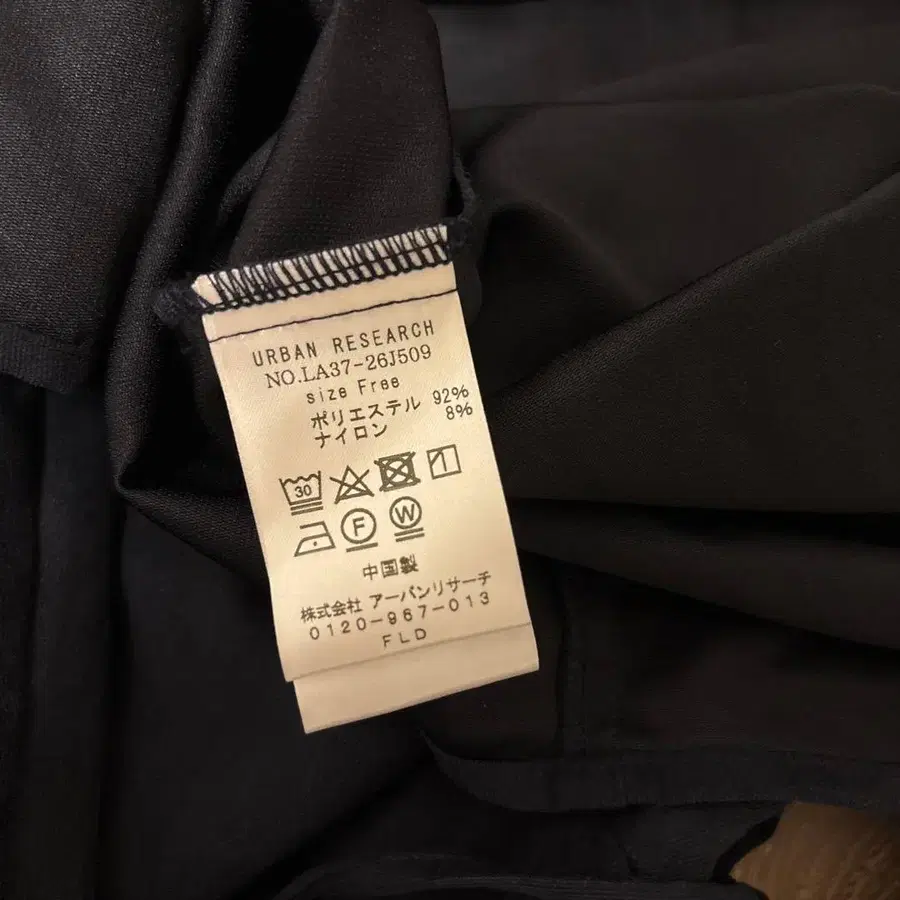 URBAN RESEARCH
NO.LA37-26J509
size Free
ポリエステル 92%
ナイロン 8%
30
F W
中国製
株式会社 アーバンリサーチ
0120-967-013
FLD